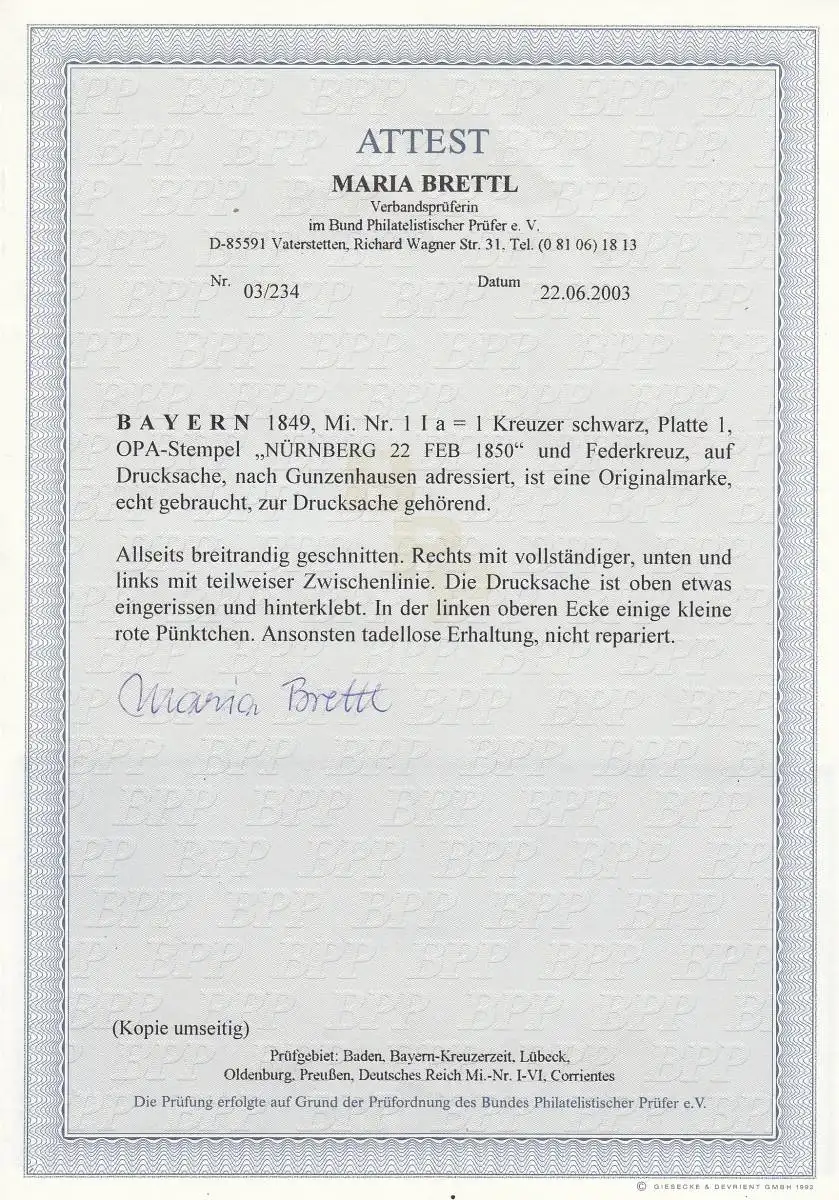 ATTEST
MARIA BRETTL
Verbandsprüferin
im Bund Philatelistischer Prüfer e. V.
D-85591 Vaterstetten, Richard Wagner Str. 31, Tel. (0 81 06) 18 13
Nr. 03/234 Datum 22.06.2003
BAYERN 1849, Mi. Nr. 1 I a = 1 Kreuzer schwarz, Platte 1,
OPA-Stempel „NÜRNBERG 22 FEB 1850“ und Federkreuz, auf
Drucksache, nach Gunzenhausen adressiert, ist eine Originalmarke,
echt gebraucht, zur Drucksache gehörend.
Allseits breitrandig geschnitten. Rechts mit vollständiger, unten und
links mit teilweiser Zwischenlinie. Die Drucksache ist oben etwas
eingerissen und hinterklebt. In der linken oberen Ecke einige kleine
rote Pünktchen. Ansonsten tadellose Erhaltung, nicht repariert.
Maria Brettl
(Kopie umseitig)
Prüfgebiet: Baden, Bayern-Kreuzerzeit, Lübeck,
Oldenburg, Preußen, Deutsches Reich Mi.-Nr. I-VI, Corrientes
Die Prüfung erfolgte auf Grund der Prüfordnung des Bundes Philatelistischer Prüfer e.V.
© GIESECKE & DEVRIENT GMBH 1992